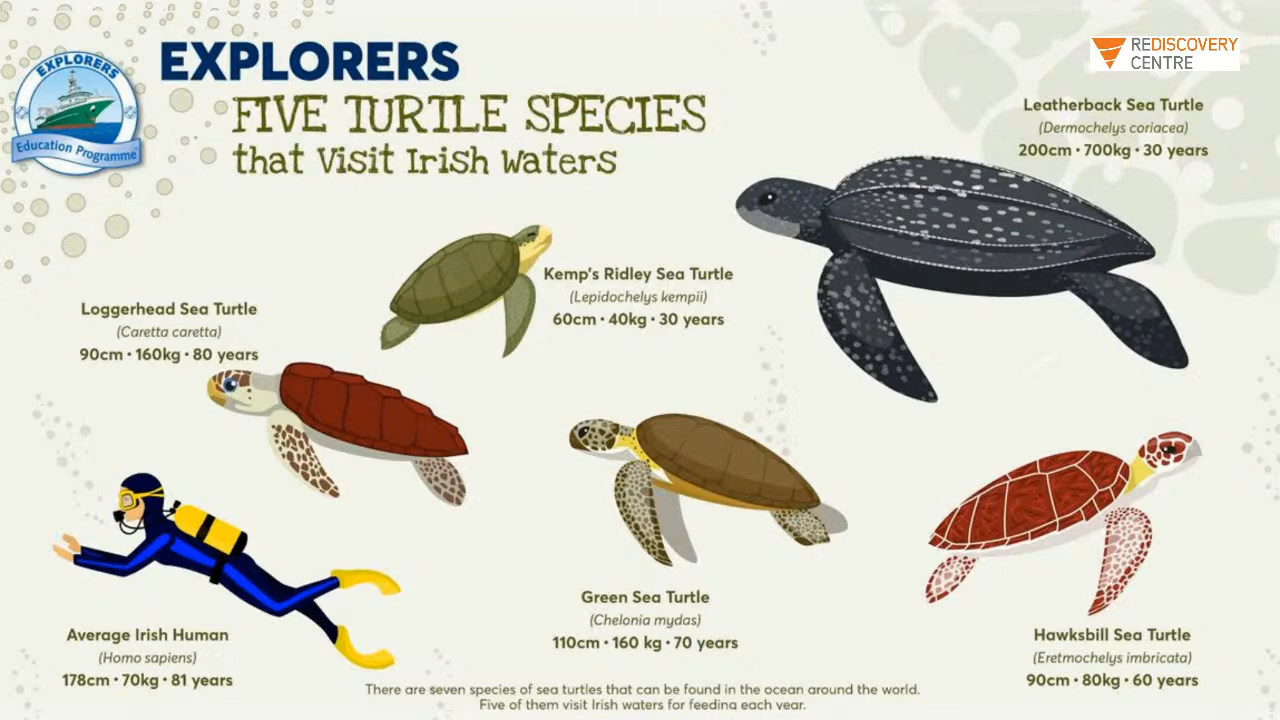 EXPLORERS
Education Programme
EXPLORERS
FIVE TURTLE SPECIES
that Visit Irish Waters
REDISCOVERY
CENTRE
Leatherback Sea Turtle
(Dermochelys coriacea)
200cm • 700kg • 30 years
Kemp's Ridley Sea Turtle
(Lepidochelys kempii)
60cm • 40kg • 30 years
Loggerhead Sea Turtle
(Caretta caretta)
90cm • 160kg • 80 years
Green Sea Turtle
(Chelonia mydas)
110cm • 160 kg • 70 years
Average Irish Human
(Homo sapiens)
178cm • 70kg • 81 years
Hawksbill Sea Turtle
(Eretmochelys imbricata)
90cm • 80kg • 60 years
There are seven species of sea turtles that can be found in the ocean around the world.
Five of them visit Irish waters for feeding each year.